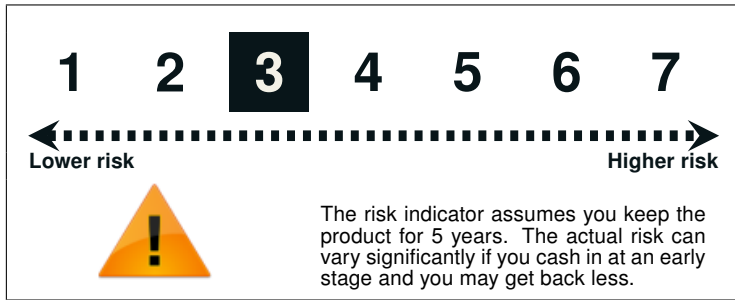 1 2 3 4 5 6 7
Lower risk Higher risk
!
The risk indicator assumes you keep the
product for 5 years. The actual risk can
vary significantly if you cash in at an early
stage and you may get back less.